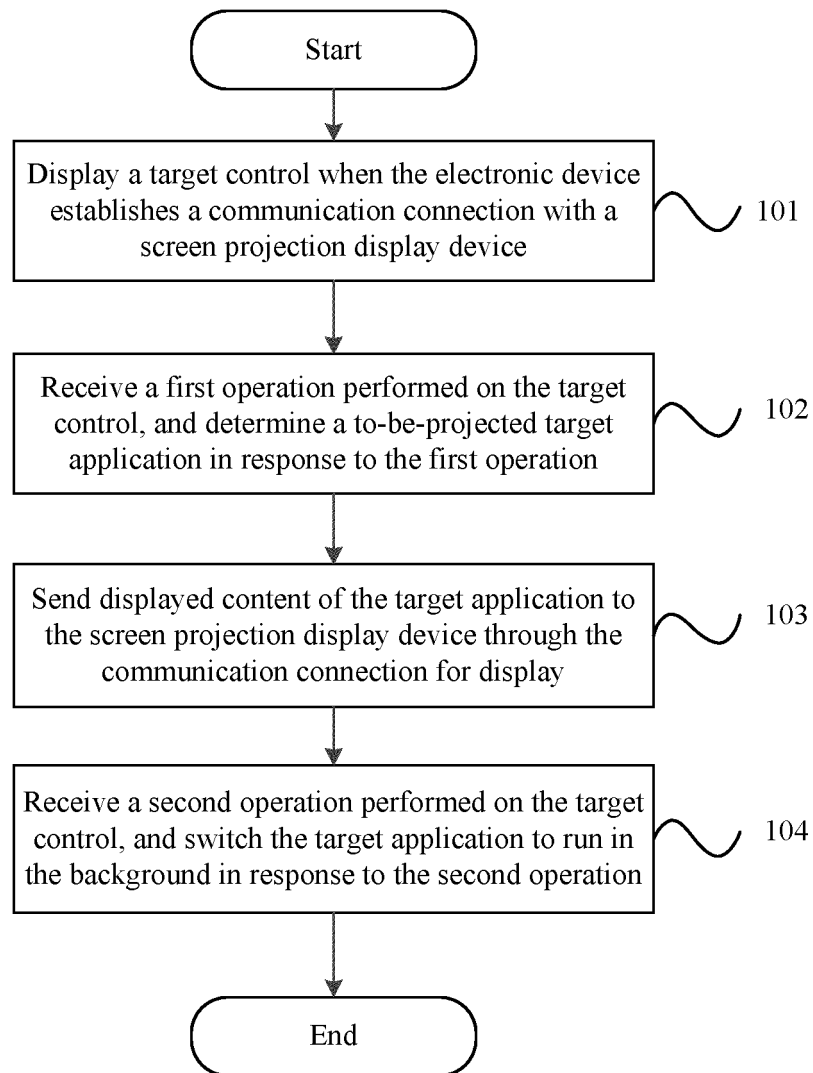 Start
Display a target control when the electronic device
establishes a communication connection with a
screen projection display device
101
Receive a first operation performed on the target
control, and determine a to-be-projected target
application in response to the first operation
102
Send displayed content of the target application to
the screen projection display device through the
communication connection for display
103
Receive a second operation performed on the target
control, and switch the target application to run in
the background in response to the second operation
104
End